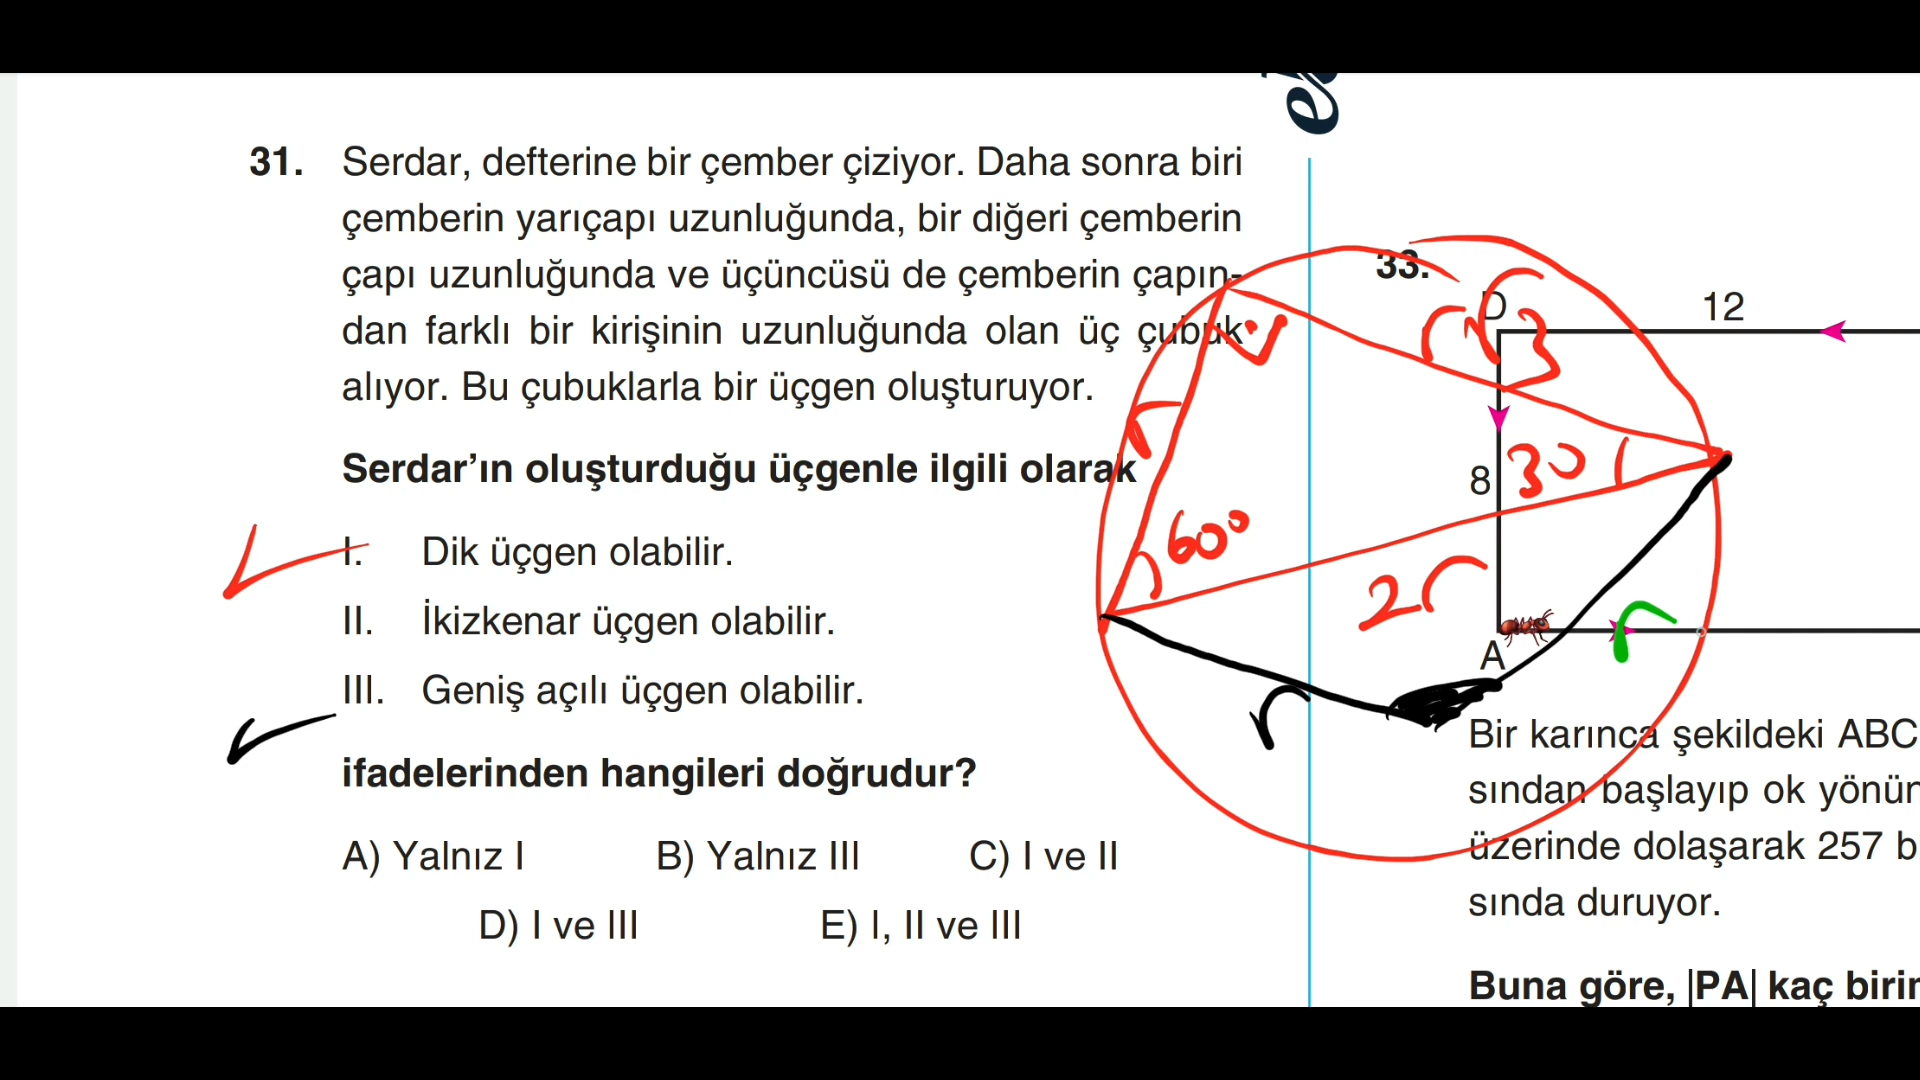 31. Serdar, defterine bir çember çiziyor. Daha sonra biri
çemberin yarıçapı uzunluğunda, bir diğeri çemberin
çapı uzunluğunda ve üçüncüsü de çemberin çapın-
dan farklı bir kirişinin uzunluğunda olan üç çubuk
alıyor. Bu çubuklarla bir üçgen oluşturuyor.
Serdar'ın oluşturduğu üçgenle ilgili olarak
I. Dik üçgen olabilir.
II. İkizkenar üçgen olabilir.
III. Geniş açılı üçgen olabilir.
ifadelerinden hangileri doğrudur?
A) Yalnız I B) Yalnız III C) I ve II
D) I ve III E) I, II ve III
33.
D
12
r√3
r
8
30
60°
2r
A
r
r
Bir karınca şekildeki ABC
sından başlayıp ok yönün
üzerinde dolaşarak 257 b
sında duruyor.
Buna göre, |PA| kaç birim